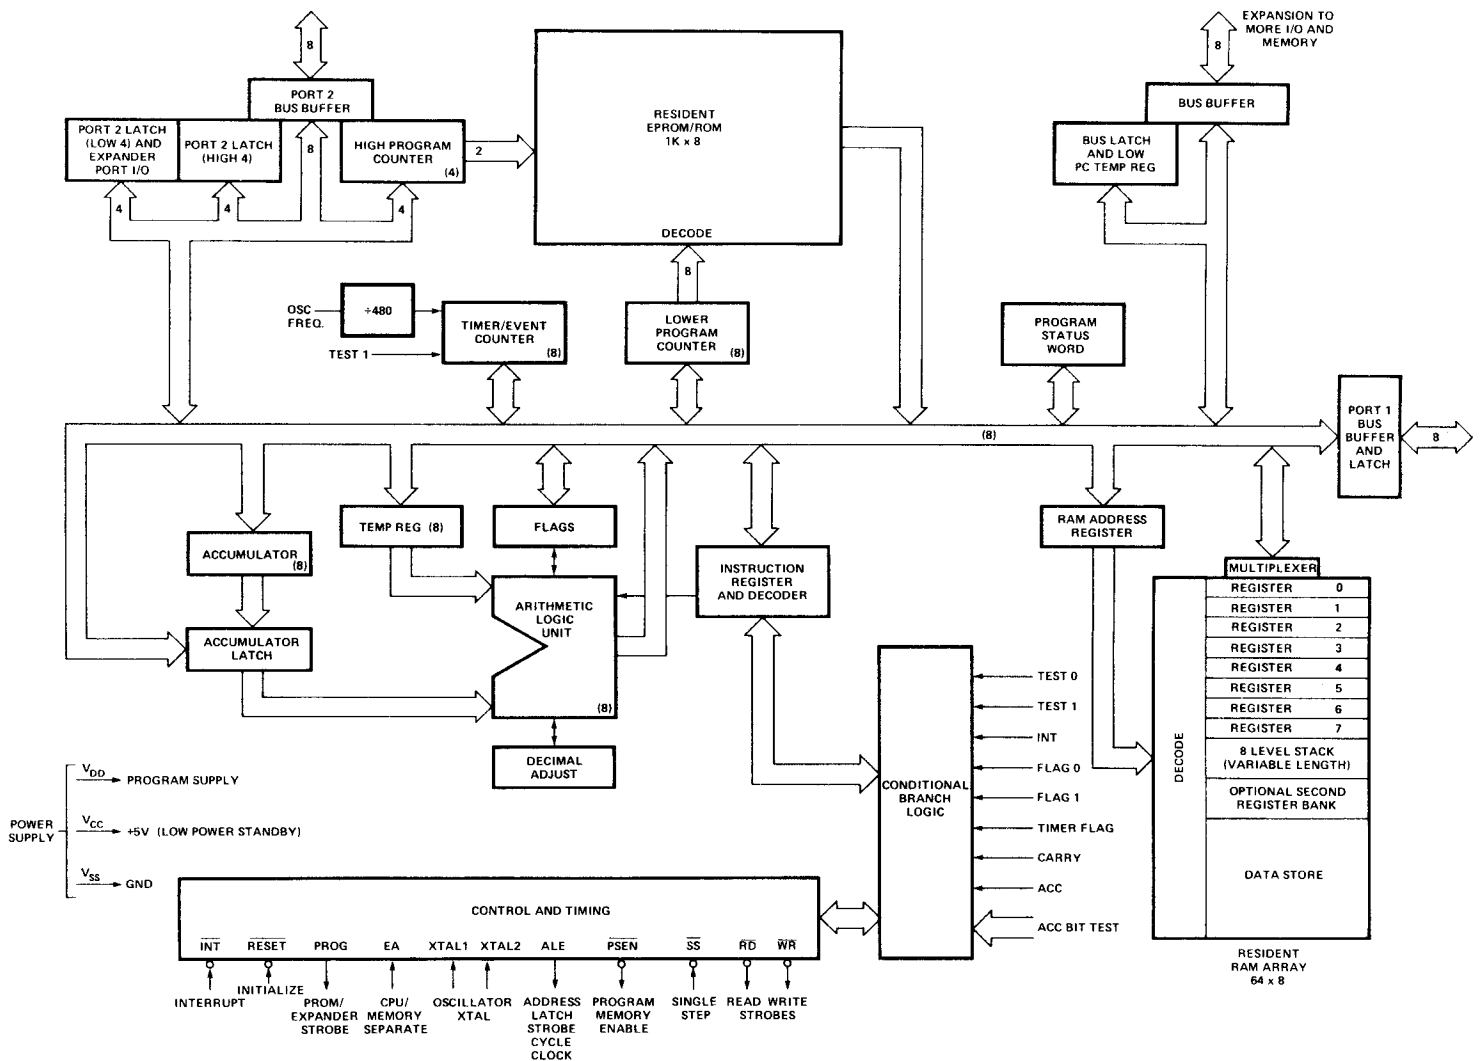 8
PORT 2
BUS BUFFER
PORT 2 LATCH
(LOW 4) AND
EXPANDER
PORT I/O
PORT 2 LATCH
(HIGH 4)
8
HIGH PROGRAM
COUNTER
(4)
2
4
4
4
RESIDENT
EPROM/ROM
1K x 8
DECODE
8
8
EXPANSION TO
MORE I/O AND
MEMORY
BUS BUFFER
BUS LATCH
AND LOW
PC TEMP REG
OSC
FREQ.
÷480
TEST 1
TIMER/EVENT
COUNTER
(8)
LOWER
PROGRAM
COUNTER
(8)
PROGRAM
STATUS
WORD
(8)
PORT 1
BUS
BUFFER
AND
LATCH
8
ACCUMULATOR
(8)
TEMP REG (8)
FLAGS
INSTRUCTION
REGISTER
AND DECODER
RAM ADDRESS
REGISTER
ACCUMULATOR
LATCH
ARITHMETIC
LOGIC
UNIT
(8)
DECIMAL
ADJUST
MULTIPLEXER
DECODE
REGISTER 0
REGISTER 1
REGISTER 2
REGISTER 3
REGISTER 4
REGISTER 5
REGISTER 6
REGISTER 7
8 LEVEL STACK
(VARIABLE LENGTH)
OPTIONAL SECOND
REGISTER BANK
DATA STORE
RESIDENT
RAM ARRAY
64 x 8
CONDITIONAL
BRANCH
LOGIC
TEST 0
TEST 1
INT
FLAG 0
FLAG 1
TIMER FLAG
CARRY
ACC
ACC BIT TEST
POWER
SUPPLY
VDD PROGRAM SUPPLY
VCC +5V (LOW POWER STANDBY)
VSS GND
CONTROL AND TIMING
INT RESET PROG EA XTAL1 XTAL2 ALE PSEN SS RD WR
INTERRUPT
INITIALIZE
PROM/
EXPANDER
STROBE
CPU/
MEMORY
SEPARATE
OSCILLATOR
XTAL
ADDRESS
LATCH
STROBE
CYCLE
CLOCK
PROGRAM
MEMORY
ENABLE
SINGLE
STEP
READ WRITE
STROBES